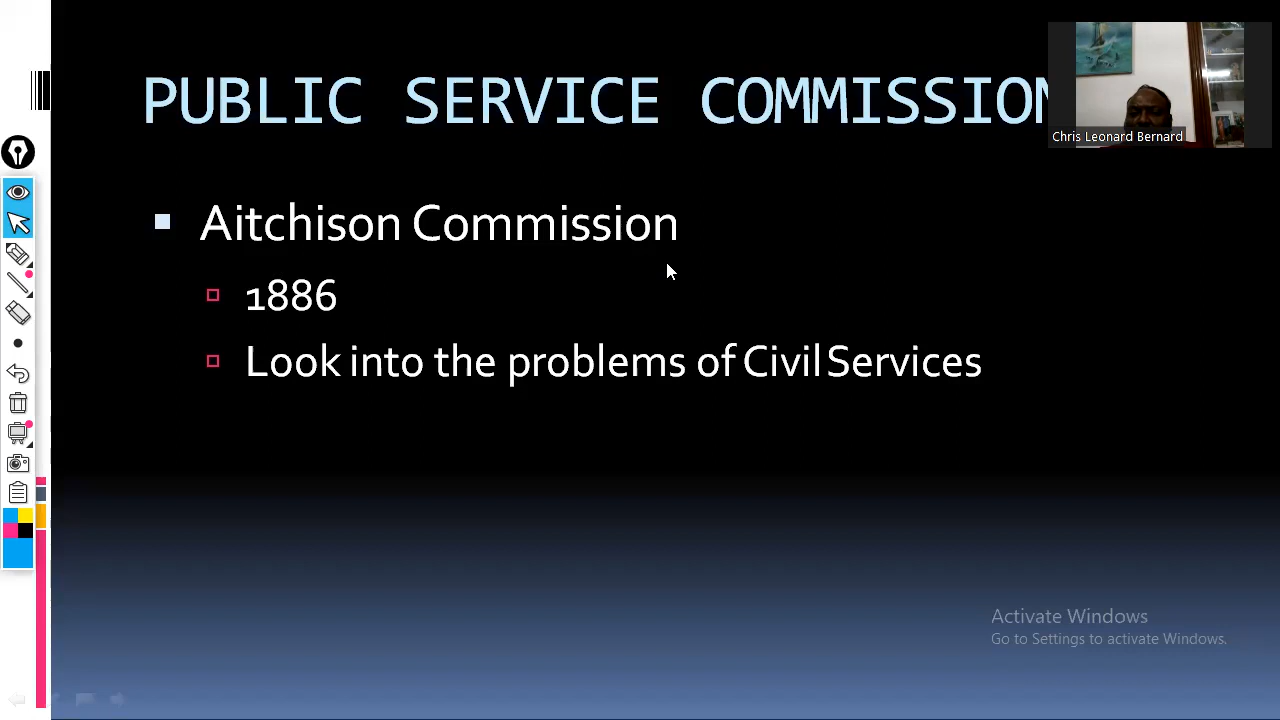 PUBLIC SERVICE COMMISSION
Chris Leonard Bernard
Aitchison Commission
1886
Look into the problems of Civil Services
Activate Windows
Go to Settings to activate Windows.